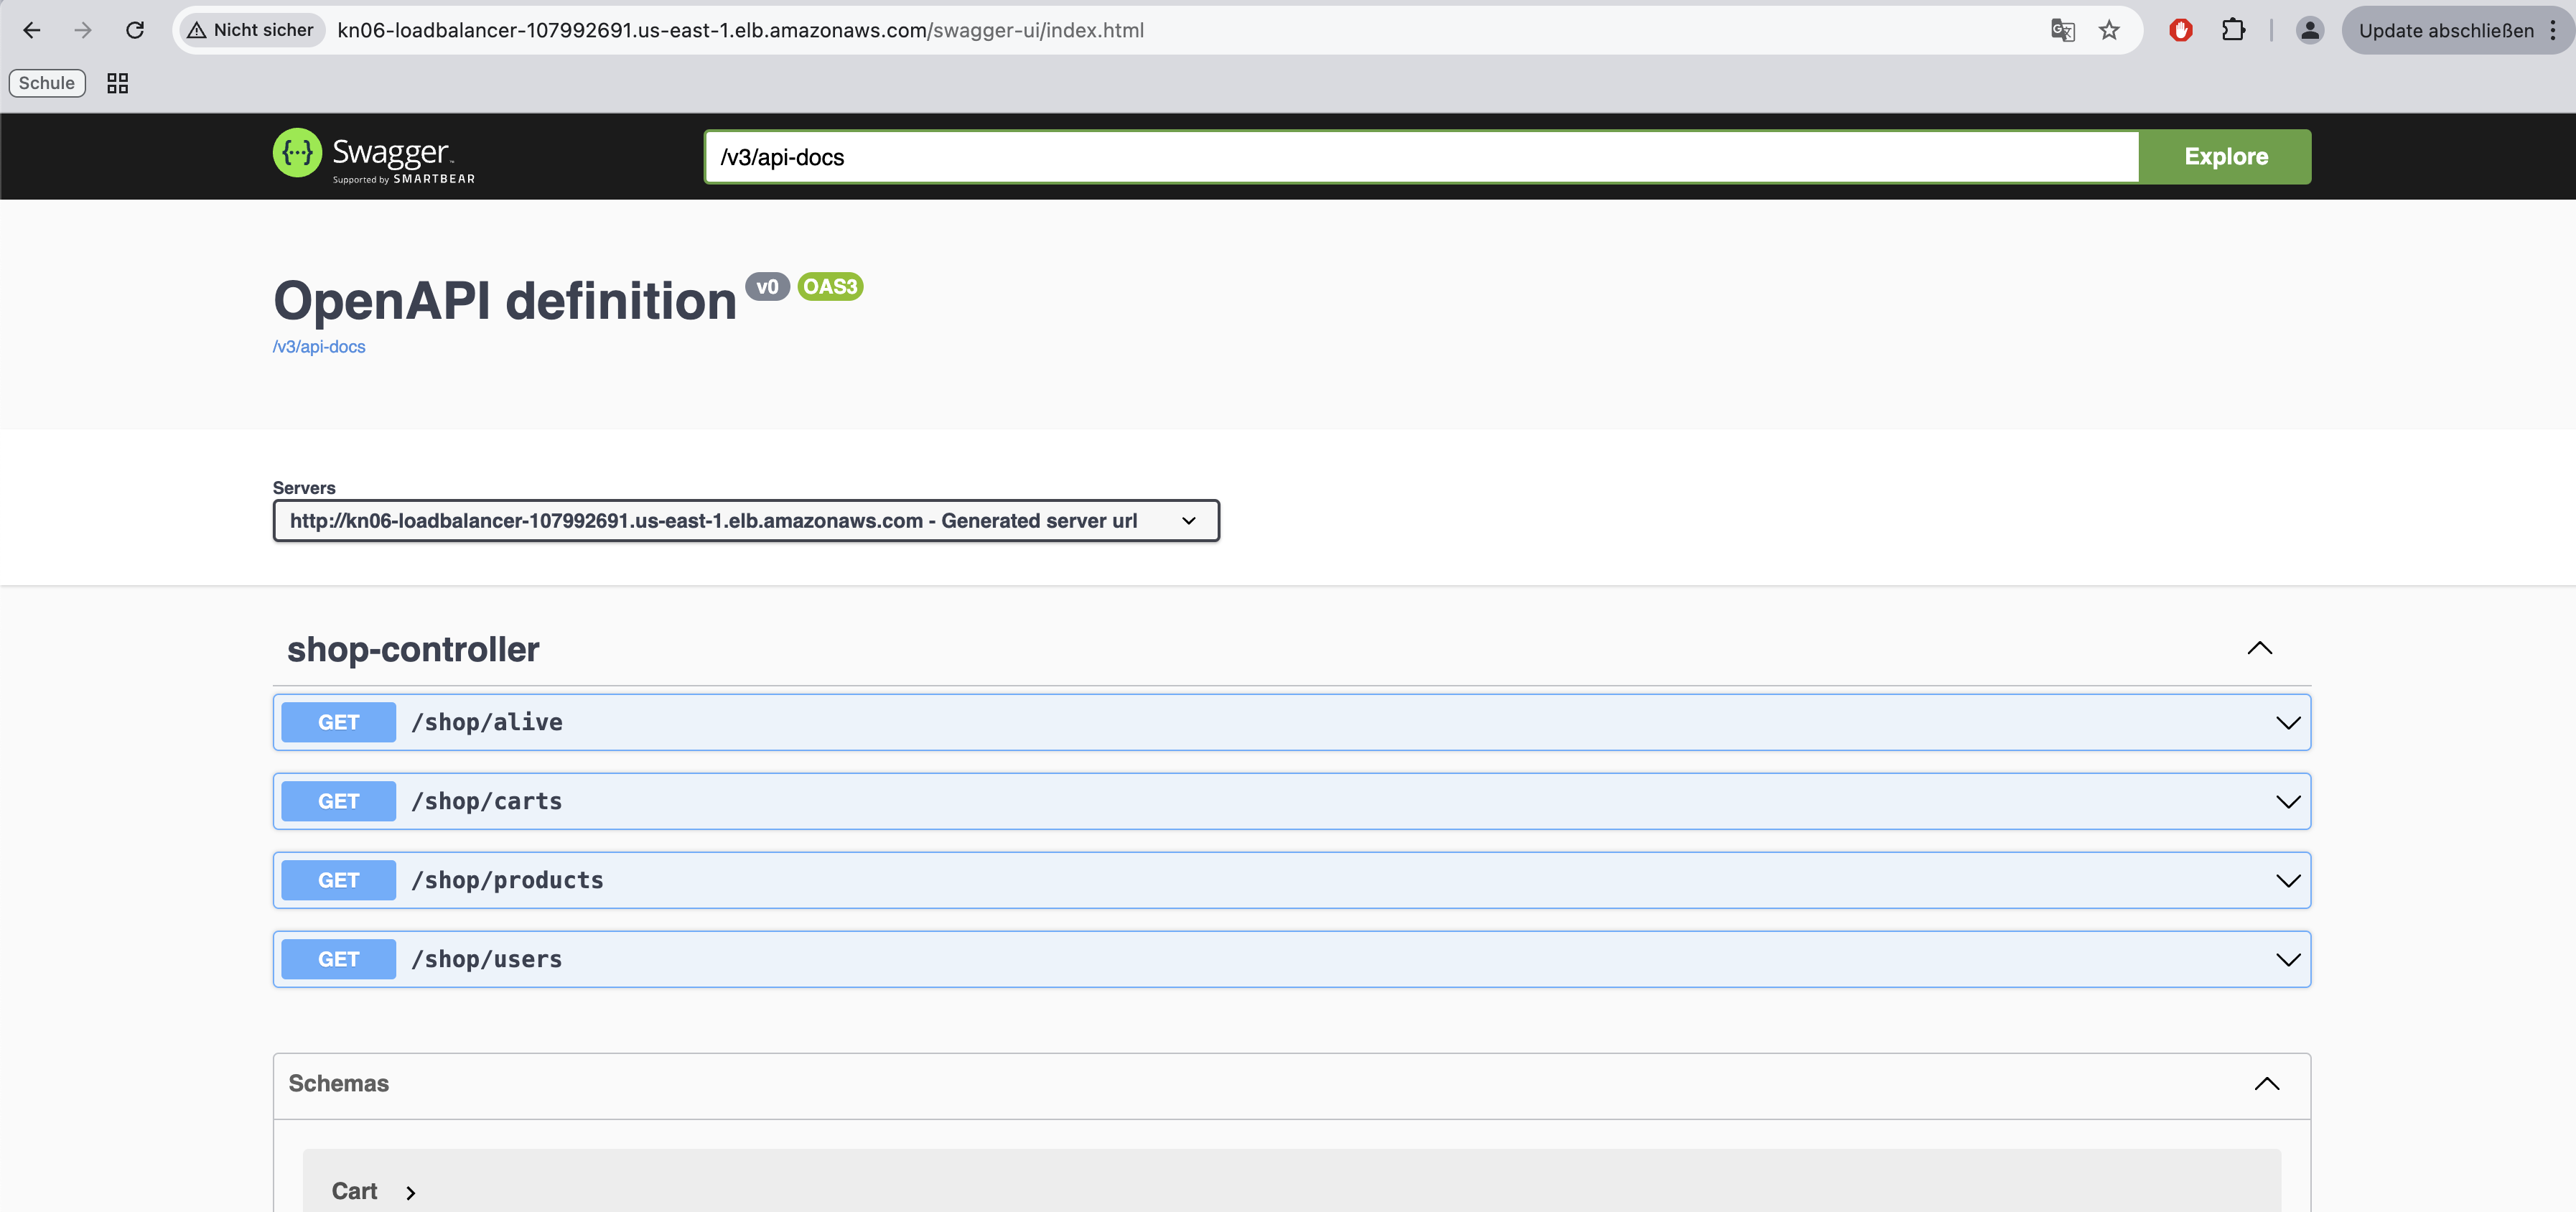 Nicht sicher
kn06-loadbalancer-107992691.us-east-1.elb.amazonaws.com/swagger-ui/index.html
Update abschließen
Schule
Swagger™
Supported by SMARTBEAR
/v3/api-docs
Explore
OpenAPI definition v0 OAS3
/v3/api-docs
Servers
http://kn06-loadbalancer-107992691.us-east-1.elb.amazonaws.com - Generated server url
shop-controller
GET /shop/alive
GET /shop/carts
GET /shop/products
GET /shop/users
Schemas
Cart